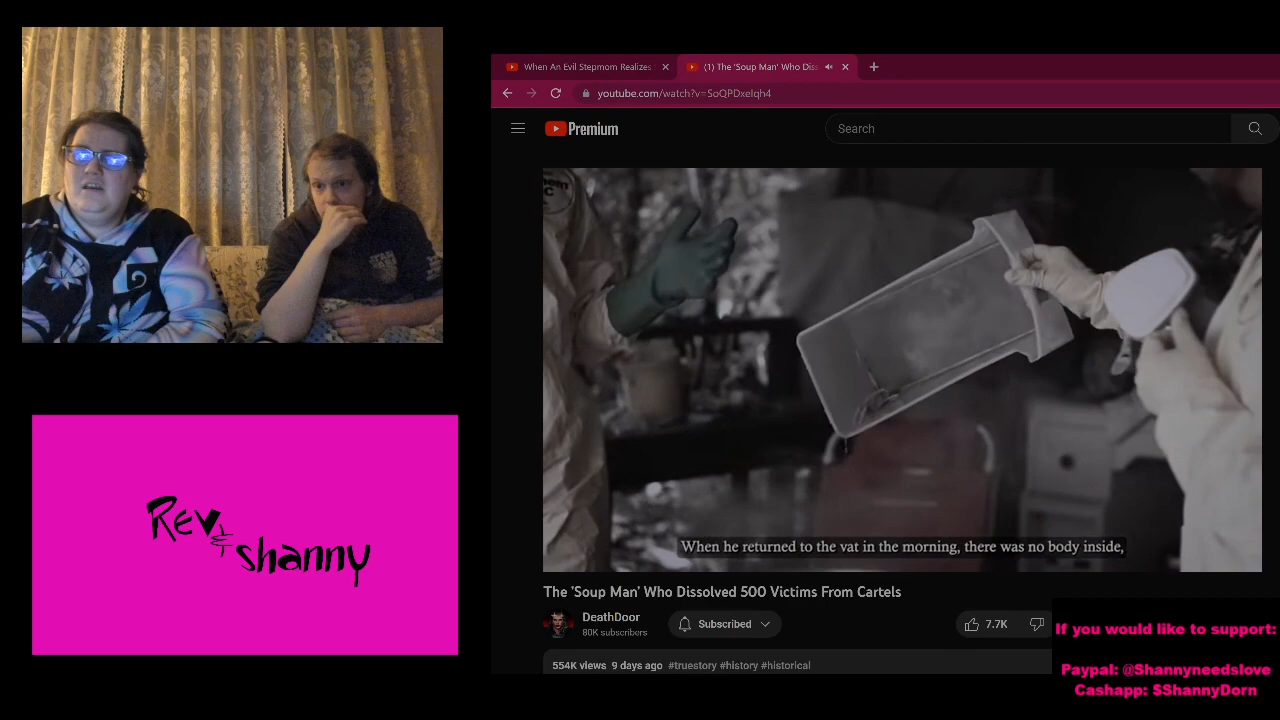 When An Evil Stepmom Realizes
(1) The 'Soup Man' Who Diss
youtube.com/watch?v=SoQPDxeIqh4
Premium
Search
When he returned to the vat in the morning, there was no body inside,
The 'Soup Man' Who Dissolved 500 Victims From Cartels
DeathDoor
80K subscribers
Subscribed
7.7K
554K views 9 days ago #truestory #history #historical
Rev
&
Shanny
If you would like to support:
Paypal: @Shannyneedslove
Cashapp: $ShannyDorn